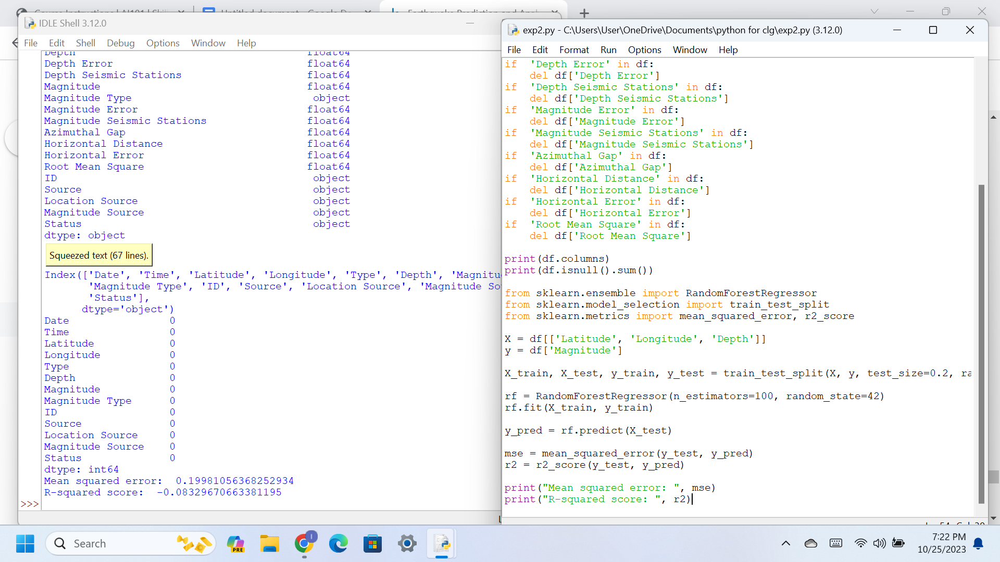 IDLE Shell 3.12.0
File Edit Shell Debug Options Window Help
Depth float64
Depth Error float64
Depth Seismic Stations float64
Magnitude float64
Magnitude Type object
Magnitude Error float64
Magnitude Seismic Stations float64
Azimuthal Gap float64
Horizontal Distance float64
Horizontal Error float64
Root Mean Square float64
ID object
Source object
Location Source object
Magnitude Source object
Status object
dtype: object
Squeezed text (67 lines).
Index(['Date', 'Time', 'Latitude', 'Longitude', 'Type', 'Depth', 'Magnitu
'Magnitude Type', 'ID', 'Source', 'Location Source', 'Magnitude So
'Status'],
dtype='object')
Date 0
Time 0
Latitude 0
Longitude 0
Type 0
Depth 0
Magnitude 0
Magnitude Type 0
ID 0
Source 0
Location Source 0
Magnitude Source 0
Status 0
dtype: int64
Mean squared error:  0.19981056368252934
R-squared score:  -0.08329670663381195
>>>
exp2.py - C:\Users\User\OneDrive\Documents\python for clg\exp2.py (3.12.0)
File Edit Format Run Options Window Help
if  'Depth Error' in df:
    del df['Depth Error']
if  'Depth Seismic Stations' in df:
    del df['Depth Seismic Stations']
if  'Magnitude Error' in df:
    del df['Magnitude Error']
if  'Magnitude Seismic Stations' in df:
    del df['Magnitude Seismic Stations']
if  'Azimuthal Gap' in df:
    del df['Azimuthal Gap']
if  'Horizontal Distance' in df:
    del df['Horizontal Distance']
if  'Horizontal Error' in df:
    del df['Horizontal Error']
if  'Root Mean Square' in df:
    del df['Root Mean Square']
print(df.columns)
print(df.isnull().sum())
from sklearn.ensemble import RandomForestRegressor
from sklearn.model_selection import train_test_split
from sklearn.metrics import mean_squared_error, r2_score
X = df[['Latitude', 'Longitude', 'Depth']]
y = df['Magnitude']
X_train, X_test, y_train, y_test = train_test_split(X, y, test_size=0.2, ra
rf = RandomForestRegressor(n_estimators=100, random_state=42)
rf.fit(X_train, y_train)
y_pred = rf.predict(X_test)
mse = mean_squared_error(y_test, y_pred)
r2 = r2_score(y_test, y_pred)
print("Mean squared error: ", mse)
print("R-squared score: ", r2)
Search
PRE
7:22 PM
10/25/2023